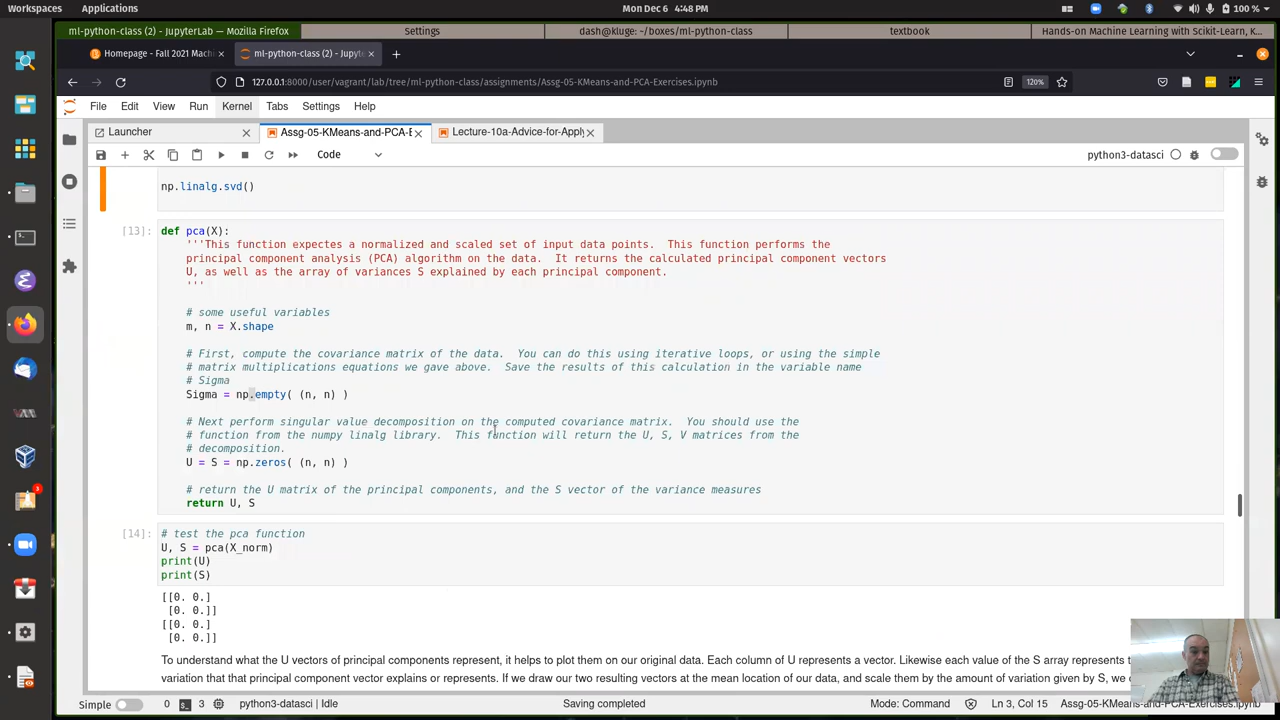 Workspaces Applications Mon Dec 6 4:48 PM 100 %
ml-python-class (2) - JupyterLab — Mozilla Firefox Settings dash@kluge: ~/boxes/ml-python-class textbook Hands-on Machine Learning with Scikit-Learn, K
Homepage - Fall 2021 Machi ml-python-class (2) - Jupyte
127.0.0.1:8000/user/vagrant/lab/tree/ml-python-class/assignments/Assg-05-KMeans-and-PCA-Exercises.ipynb 120%
File Edit View Run Kernel Tabs Settings Help
Launcher Assg-05-KMeans-and-PCA-E Lecture-10a-Advice-for-Apply
Code python3-datasci
np.linalg.svd()
[13]: def pca(X):
'''This function expectes a normalized and scaled set of input data points. This function performs the
principal component analysis (PCA) algorithm on the data. It returns the calculated principal component vectors
U, as well as the array of variances S explained by each principal component.
'''
# some useful variables
m, n = X.shape
# First, compute the covariance matrix of the data. You can do this using iterative loops, or using the simple
# matrix multiplications equations we gave above. Save the results of this calculation in the variable name
# Sigma
Sigma = np.empty( (n, n) )
# Next perform singular value decomposition on the computed covariance matrix. You should use the
# function from the numpy linalg library. This function will return the U, S, V matrices from the
# decomposition.
U = S = np.zeros( (n, n) )
# return the U matrix of the principal components, and the S vector of the variance measures
return U, S
[14]: # test the pca function
U, S = pca(X_norm)
print(U)
print(S)
[[0. 0.]
[0. 0.]]
[[0. 0.]
[0. 0.]]
To understand what the U vectors of principal components represent, it helps to plot them on our original data. Each column of U represents a vector. Likewise each value of the S array represents t
variation that that principal component vector explains or represents. If we draw our two resulting vectors at the mean location of our data, and scale them by the amount of variation given by S, we c
Simple 0 3 python3-datasci | Idle Saving completed Mode: Command Ln 3, Col 15 Assg-05-KMeans-and-PCA-Exercises.ipynb